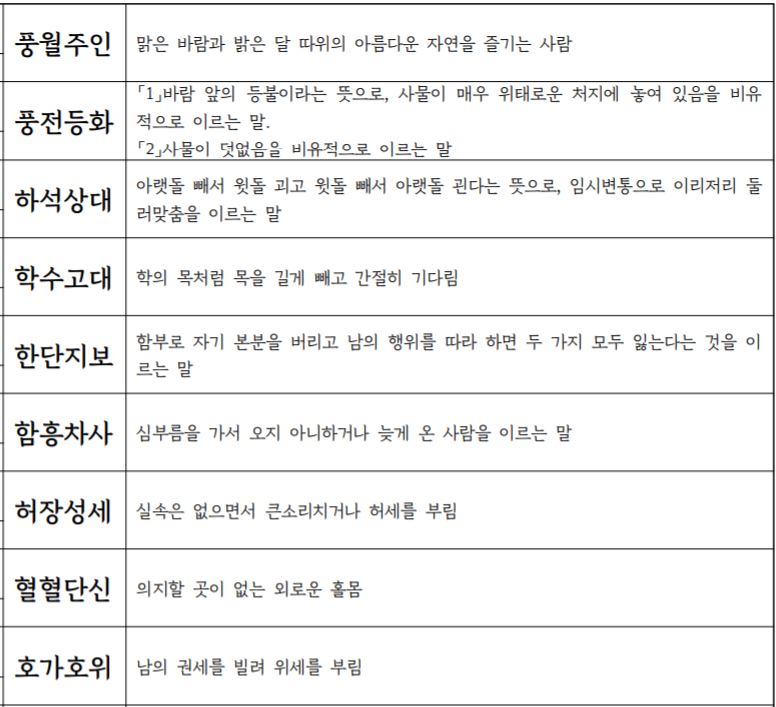 풍월주인 맑은 바람과 밝은 달 따위의 아름다운 자연을 즐기는 사람
풍전등화 「1」바람 앞의 등불이라는 뜻으로, 사물이 매우 위태로운 처지에 놓여 있음을 비유
적으로 이르는 말.
「2」사물이 덧없음을 비유적으로 이르는 말
하석상대 아랫돌 빼서 윗돌 괴고 윗돌 빼서 아랫돌 괸다는 뜻으로, 임시변통으로 이리저리 둘
러맞춤을 이르는 말
학수고대 학의 목처럼 목을 길게 빼고 간절히 기다림
한단지보 함부로 자기 본분을 버리고 남의 행위를 따라 하면 두 가지 모두 잃는다는 것을 이
르는 말
함흥차사 심부름을 가서 오지 아니하거나 늦게 온 사람을 이르는 말
허장성세 실속은 없으면서 큰소리치거나 허세를 부림
혈혈단신 의지할 곳이 없는 외로운 홀몸
호가호위 남의 권세를 빌려 위세를 부림